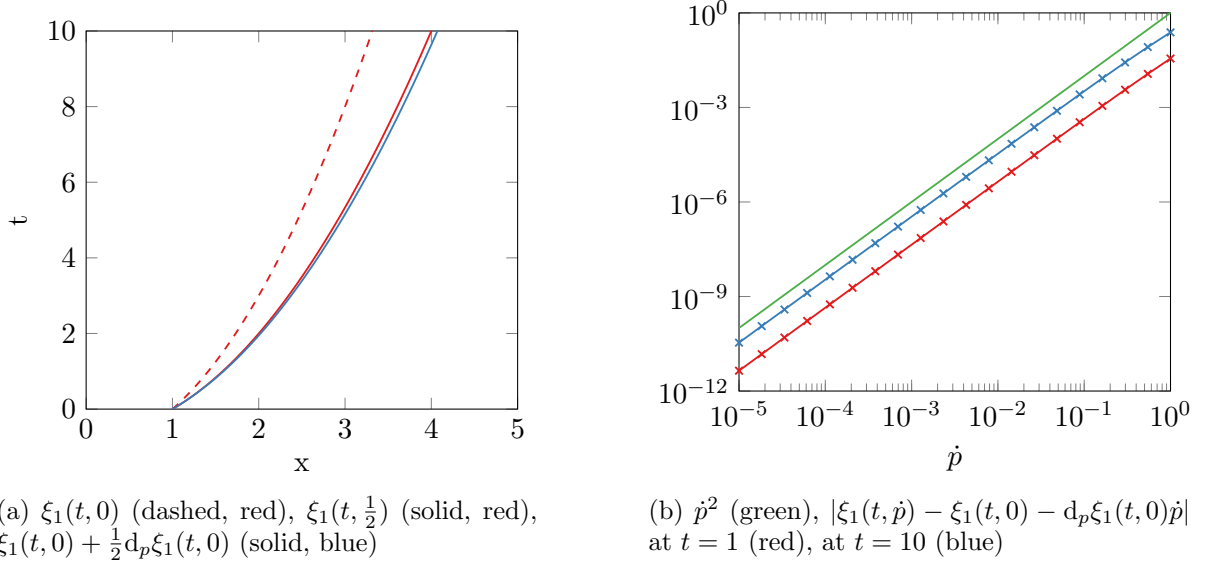 10
8
6
4
2
0
t
0 1 2 3 4 5
x
10^0
10^−3
10^−6
10^−9
10^−12
10^−5 10^−4 10^−3 10^−2 10^−1 10^0
ṗ
(a) ξ₁(t, 0) (dashed, red), ξ₁(t, 1/2) (solid, red),
ξ₁(t, 0) + 1/2 dₚξ₁(t, 0) (solid, blue)
(b) ṗ² (green), |ξ₁(t, ṗ) − ξ₁(t, 0) − dₚξ₁(t, 0)ṗ|
at t = 1 (red), at t = 10 (blue)